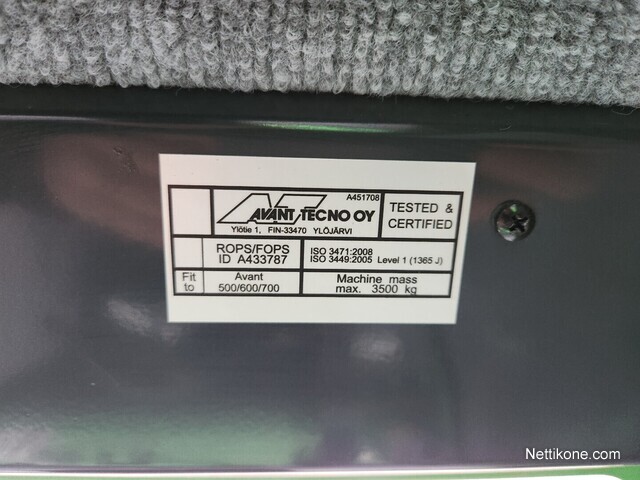 A451708
AVANT TECNO OY
Ylötie 1, FIN-33470 YLÖJÄRVI
TESTED &
CERTIFIED
ROPS/FOPS
ID A433787
ISO 3471:2008
ISO 3449:2005 Level 1 (1365 J)
Fit
to
Avant
500/600/700
Machine mass
max. 3500 kg
Nettikone.com